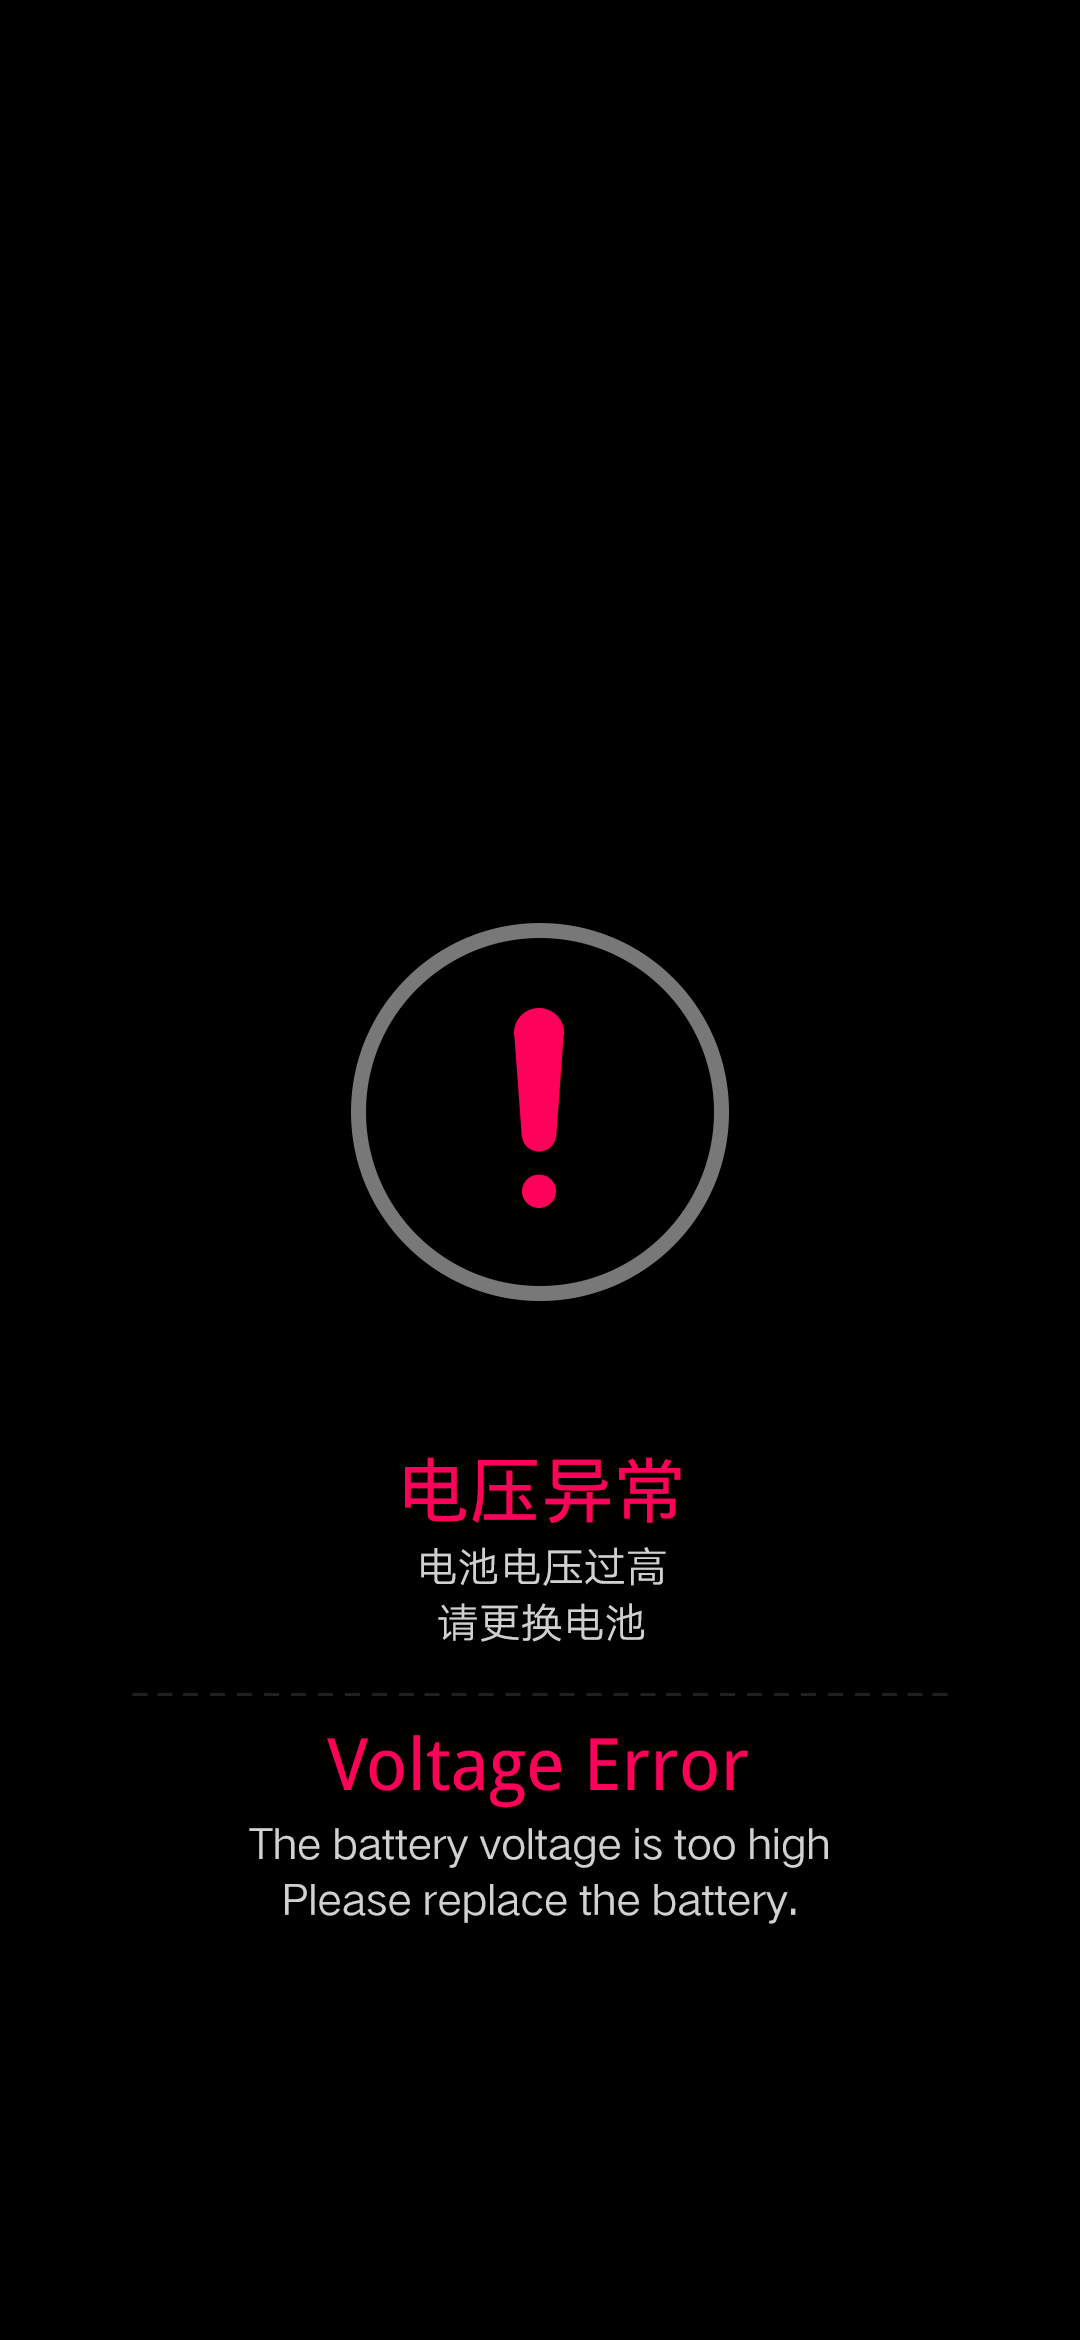 电压异常
电池电压过高
请更换电池
Voltage Error
The battery voltage is too high
Please replace the battery.